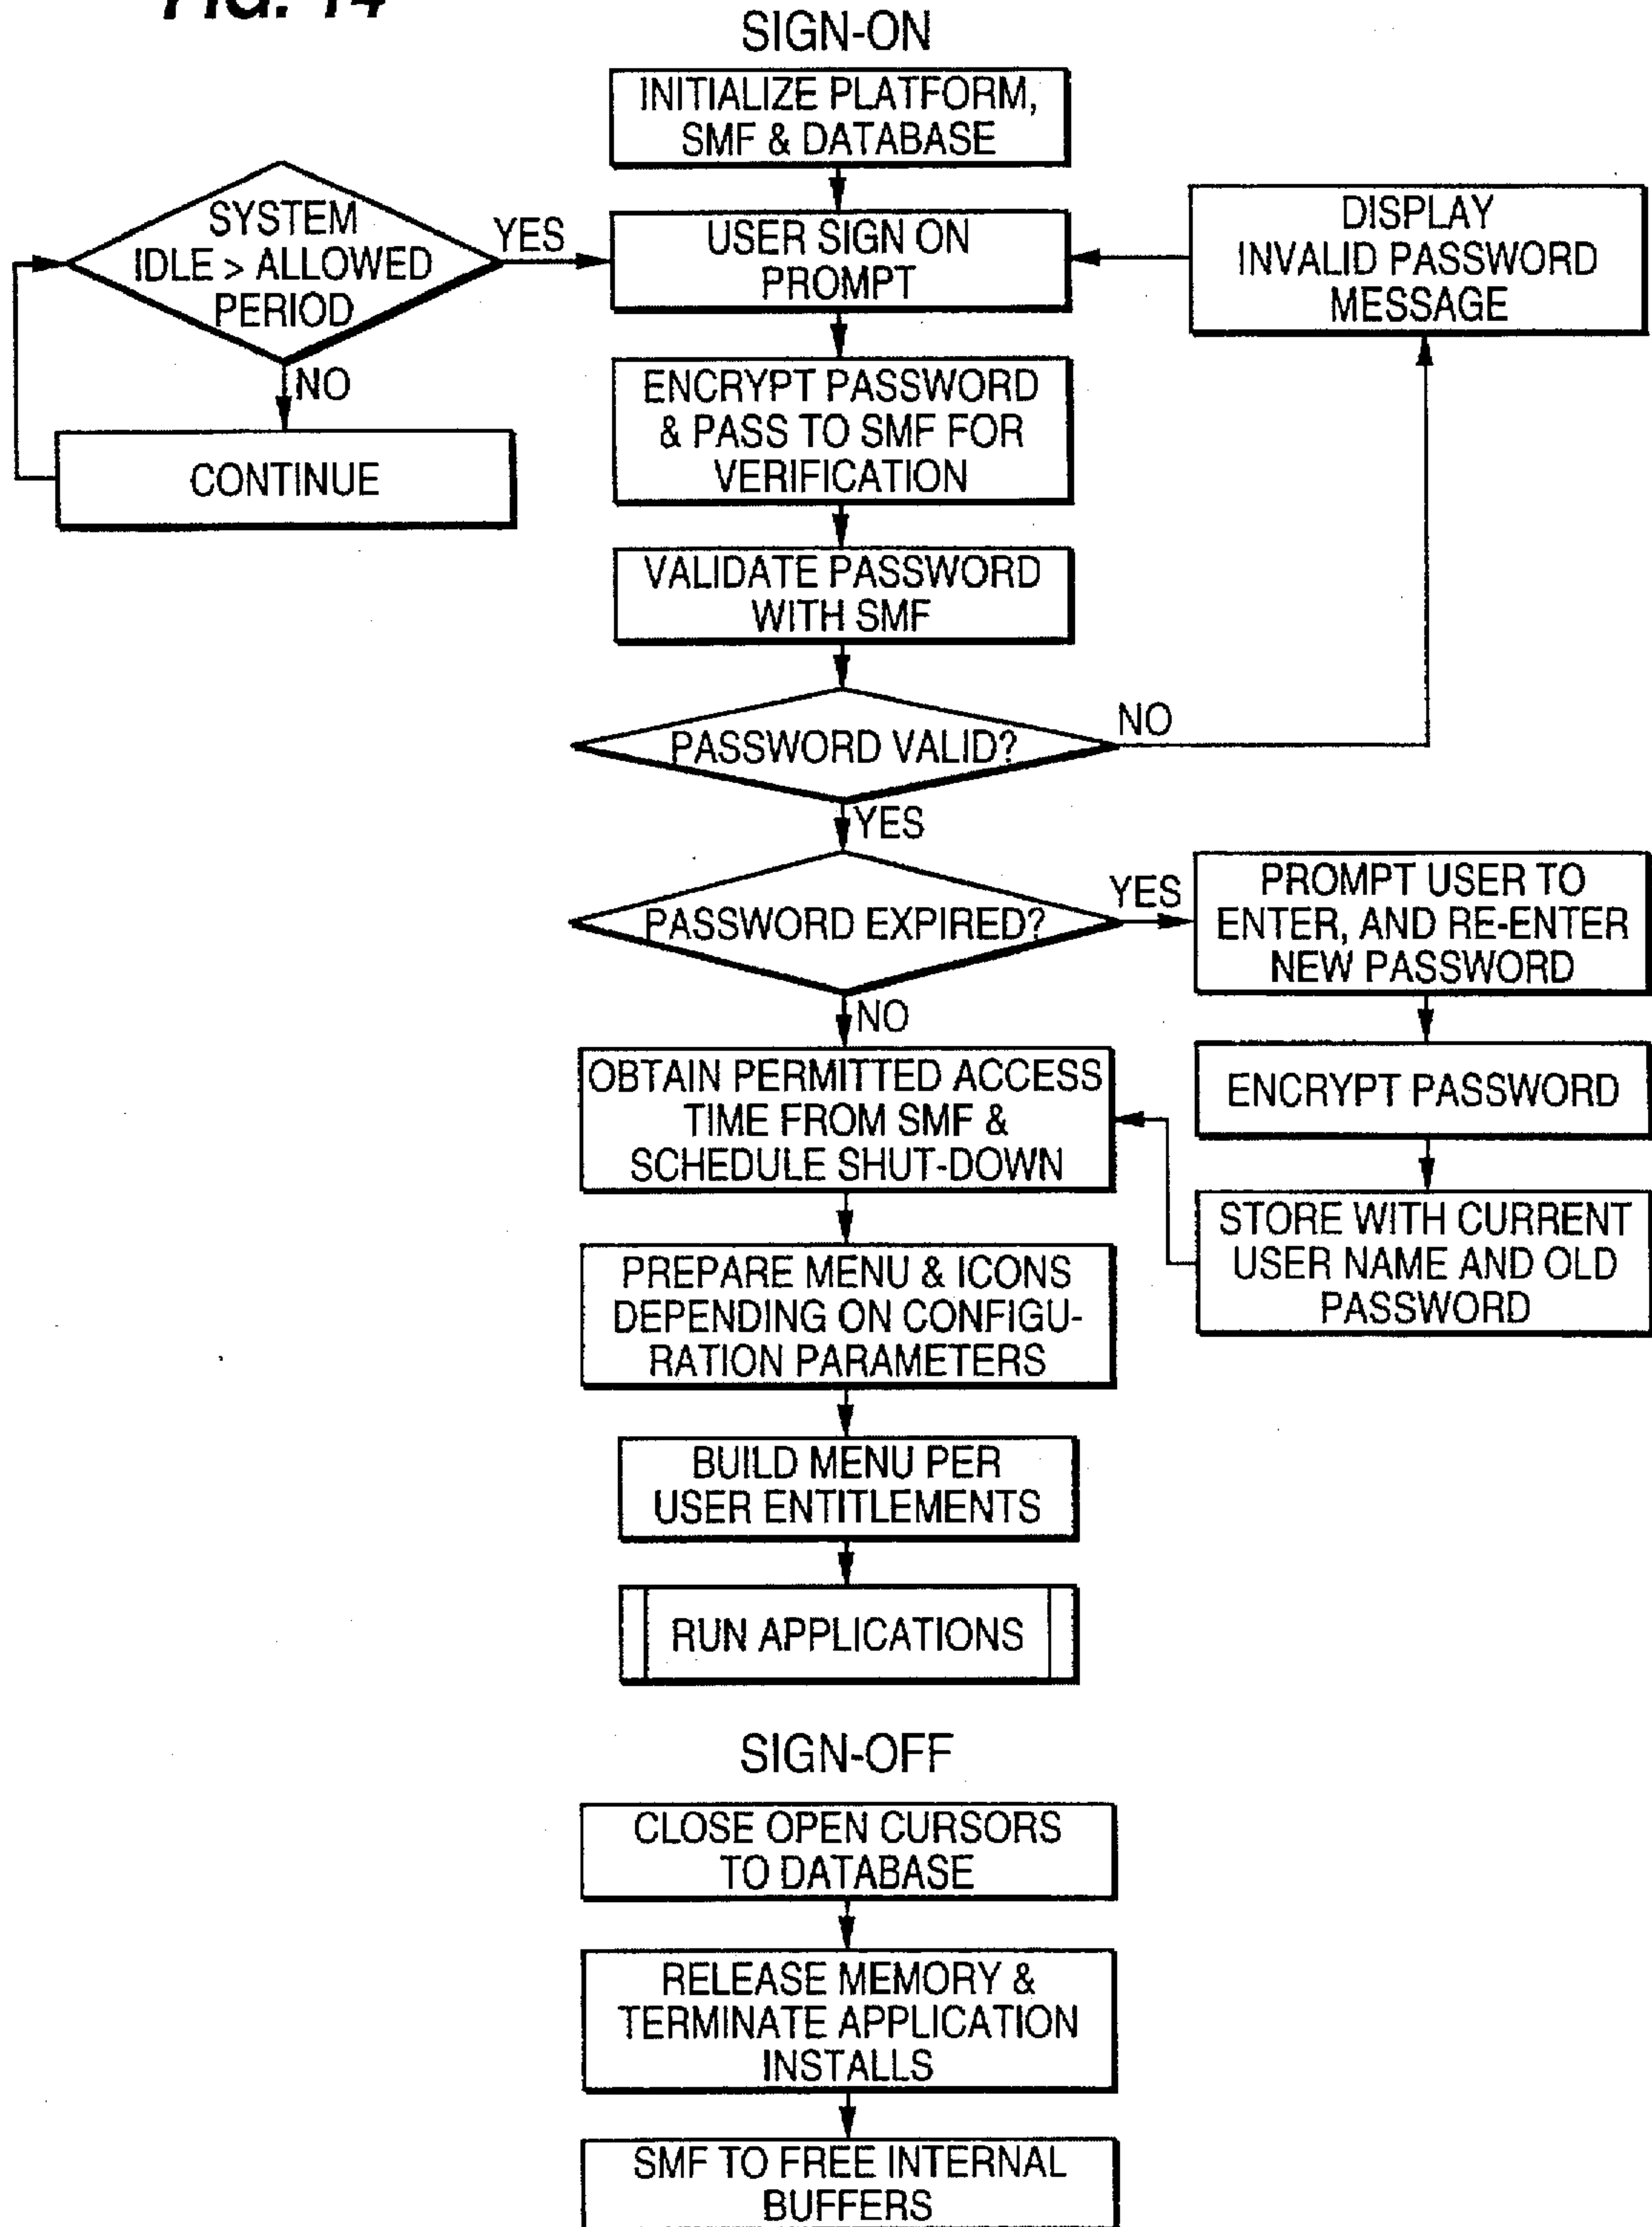 FIG. 14
SIGN-ON
INITIALIZE PLATFORM,
SMF & DATABASE
SYSTEM
IDLE > ALLOWED
PERIOD
YES
USER SIGN ON
PROMPT
DISPLAY
INVALID PASSWORD
MESSAGE
NO
CONTINUE
ENCRYPT PASSWORD
& PASS TO SMF FOR
VERIFICATION
VALIDATE PASSWORD
WITH SMF
PASSWORD VALID?
NO
YES
PASSWORD EXPIRED?
YES
PROMPT USER TO
ENTER, AND RE-ENTER
NEW PASSWORD
NO
ENCRYPT PASSWORD
OBTAIN PERMITTED ACCESS
TIME FROM SMF &
SCHEDULE SHUT-DOWN
STORE WITH CURRENT
USER NAME AND OLD
PASSWORD
PREPARE MENU & ICONS
DEPENDING ON CONFIGU-
RATION PARAMETERS
BUILD MENU PER
USER ENTITLEMENTS
RUN APPLICATIONS
SIGN-OFF
CLOSE OPEN CURSORS
TO DATABASE
RELEASE MEMORY &
TERMINATE APPLICATION
INSTALLS
SMF TO FREE INTERNAL
BUFFERS